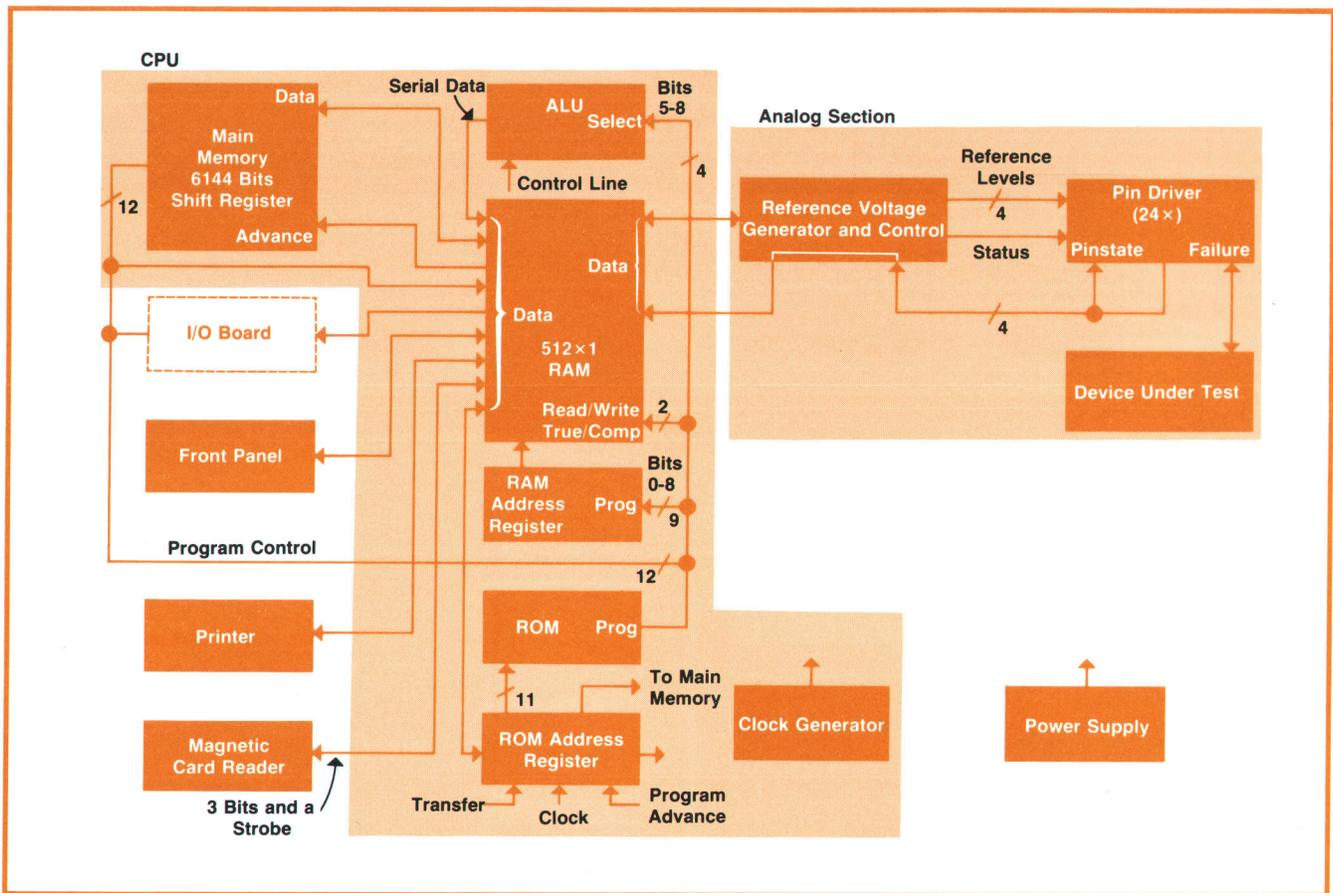 CPU
Data
Main
Memory
6144 Bits
Shift Register
Advance
12
Serial Data
ALU
Select
Bits
5-8
4
Control Line
Data
Data
512×1
RAM
Read/Write
True/Comp
2
RAM
Address
Register
Prog
Bits
0-8
9
I/O Board
Front Panel
Program Control
12
Printer
ROM
Prog
11
To Main
Memory
ROM Address
Register
Magnetic
Card Reader
3 Bits and a
Strobe
Transfer
Clock
Program
Advance
Clock Generator
Power Supply
Analog Section
Reference Voltage
Generator and Control
Reference
Levels
4
Status
Pin Driver
(24×)
Pinstate
Failure
4
Device Under Test